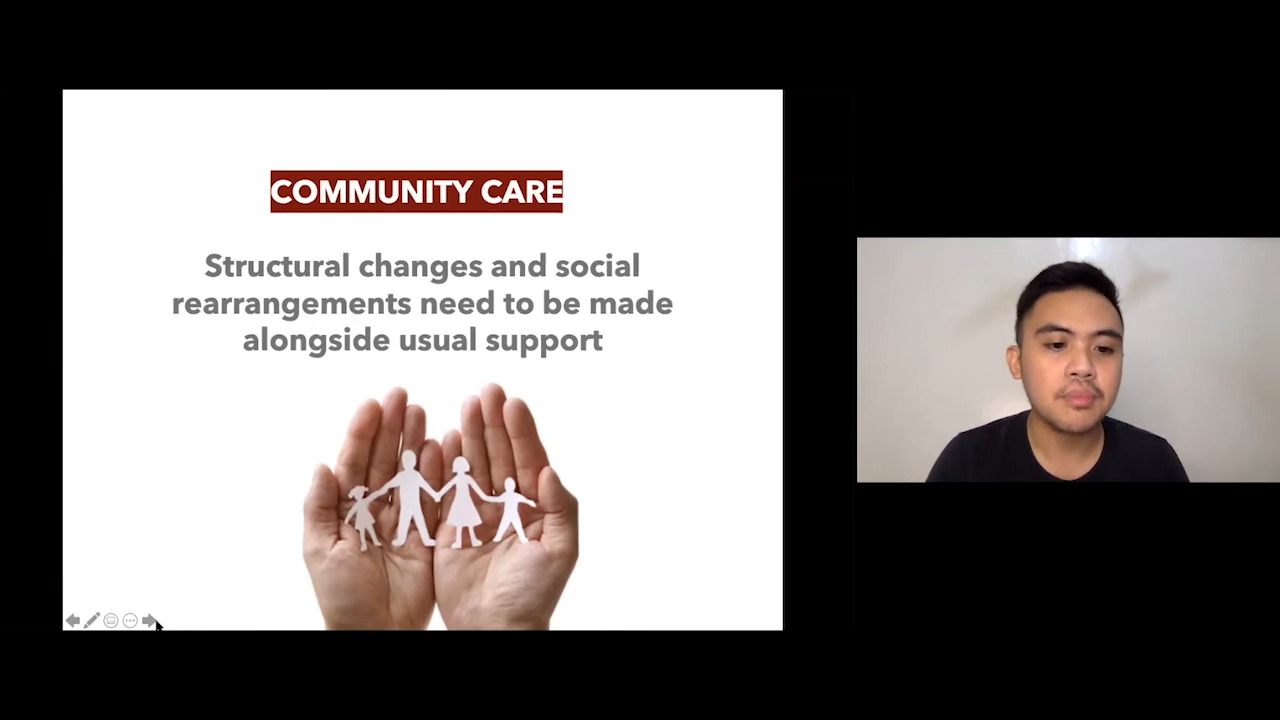 COMMUNITY CARE
Structural changes and social
rearrangements need to be made
alongside usual support